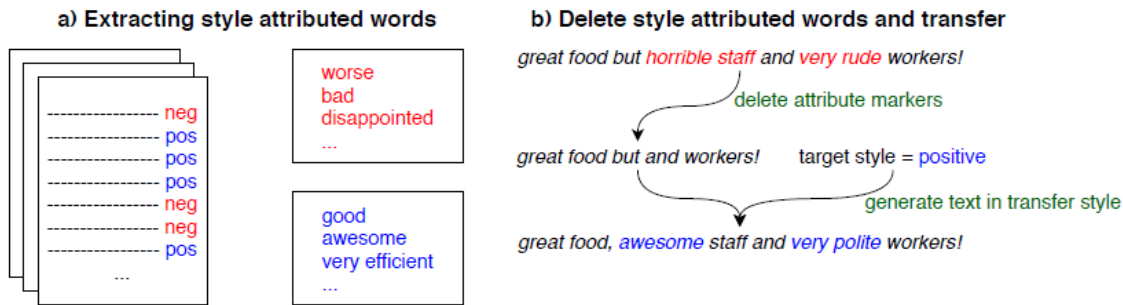 a) Extracting style attributed words
------------------ neg
------------------ pos
------------------ pos
------------------ pos
------------------ neg
------------------ neg
------------------ pos
...
worse
bad
disappointed
...
good
awesome
very efficient
...
b) Delete style attributed words and transfer
great food but horrible staff and very rude workers!
delete attribute markers
great food but and workers! target style = positive
generate text in transfer style
great food, awesome staff and very polite workers!